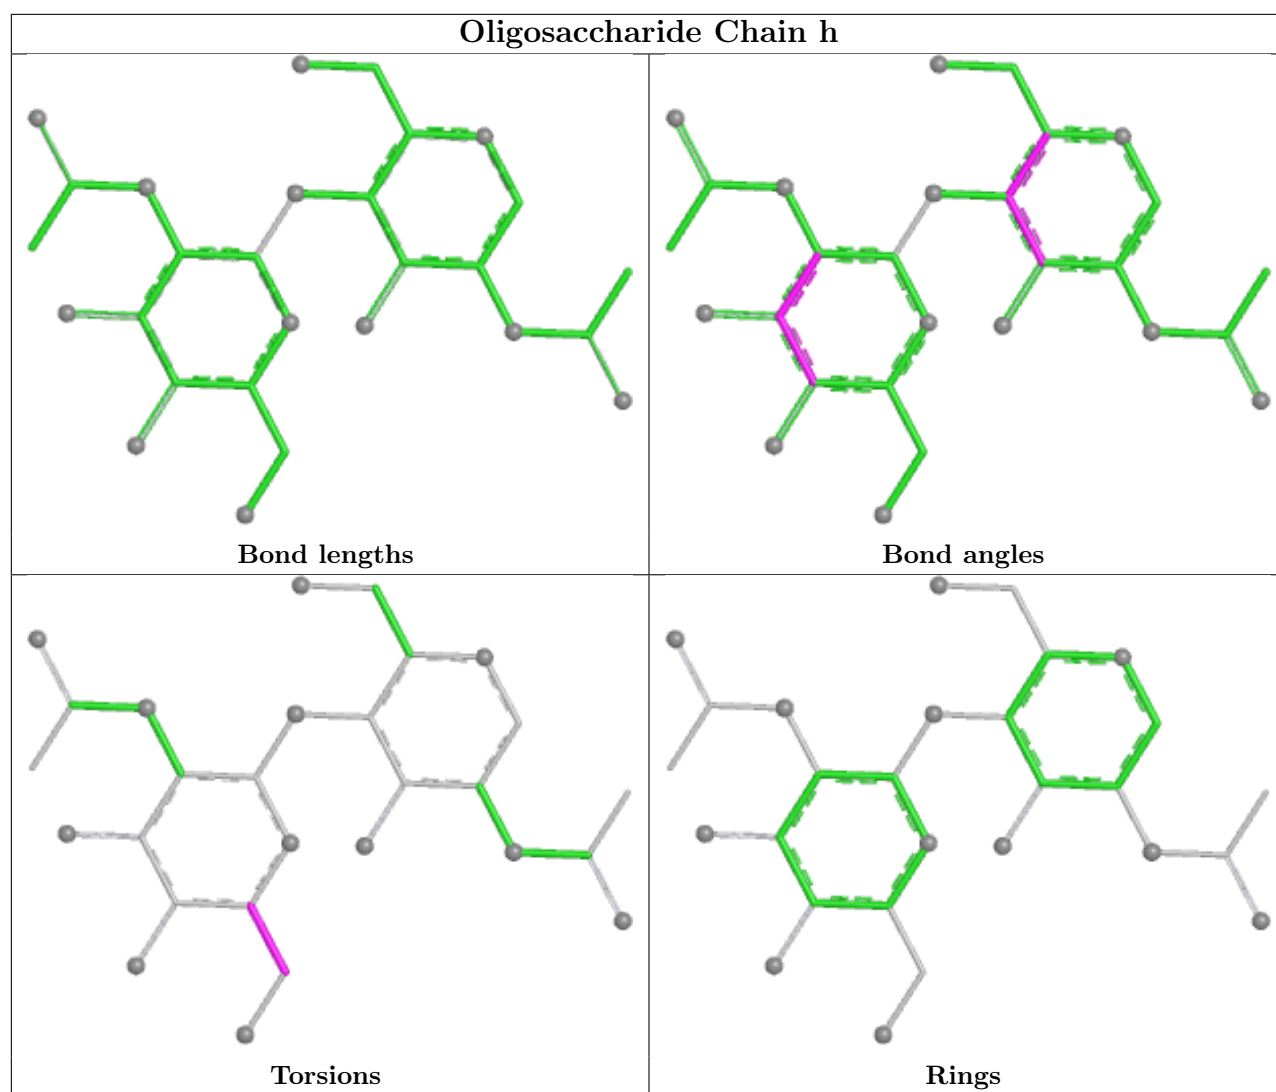 Oligosaccharide Chain h
Bond lengths
Bond angles
Torsions
Rings